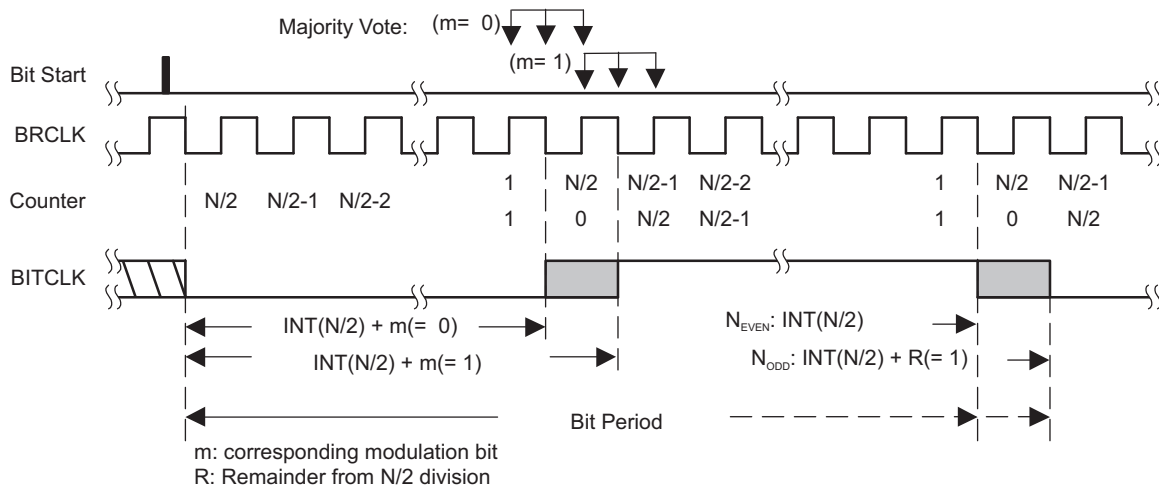 Majority Vote: (m= 0)
(m= 1)
Bit Start
BRCLK
Counter
N/2 N/2-1 N/2-2 1 N/2 N/2-1 N/2-2 1 N/2 N/2-1
1 0 N/2 N/2-1 1 0 N/2
BITCLK
INT(N/2) + m(= 0) NEVEN: INT(N/2)
INT(N/2) + m(= 1) NODD: INT(N/2) + R(= 1)
Bit Period
m: corresponding modulation bit
R: Remainder from N/2 division